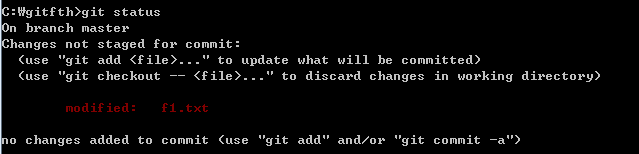 C:₩gitfth>git status
On branch master
Changes not staged for commit:
  (use "git add <file>..." to update what will be committed)
  (use "git checkout -- <file>..." to discard changes in working directory)

        modified:   f1.txt

no changes added to commit (use "git add" and/or "git commit -a")